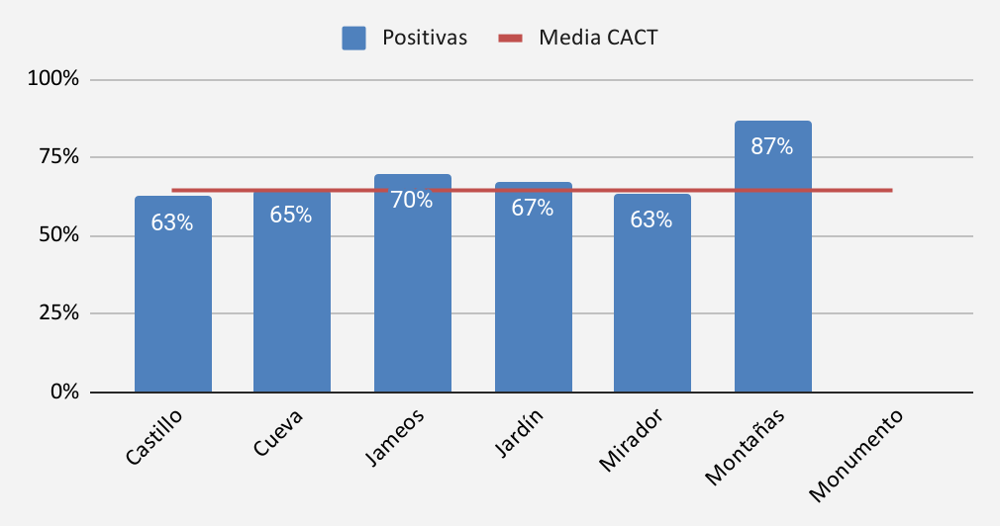 Positivas Media CACT
100%
75%
50%
25%
0%
63%
65%
70%
67%
63%
87%
Castillo
Cueva
Jameos
Jardín
Mirador
Montañas
Monumento